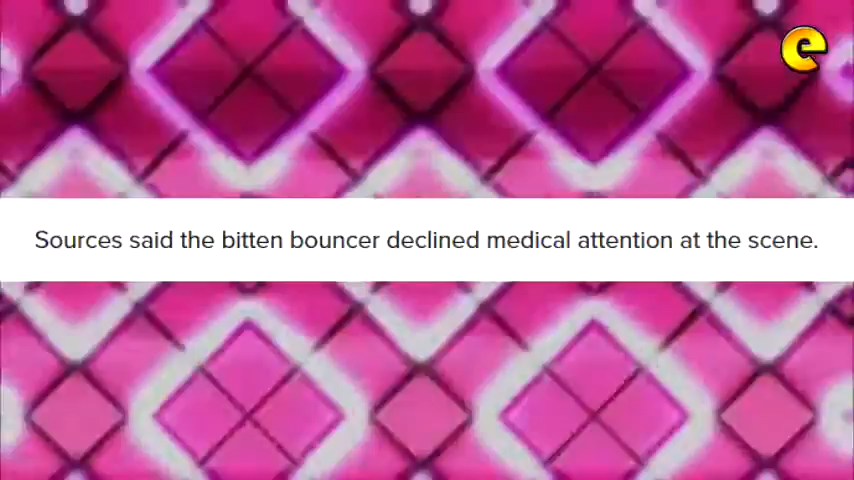 e
Sources said the bitten bouncer declined medical attention at the scene.